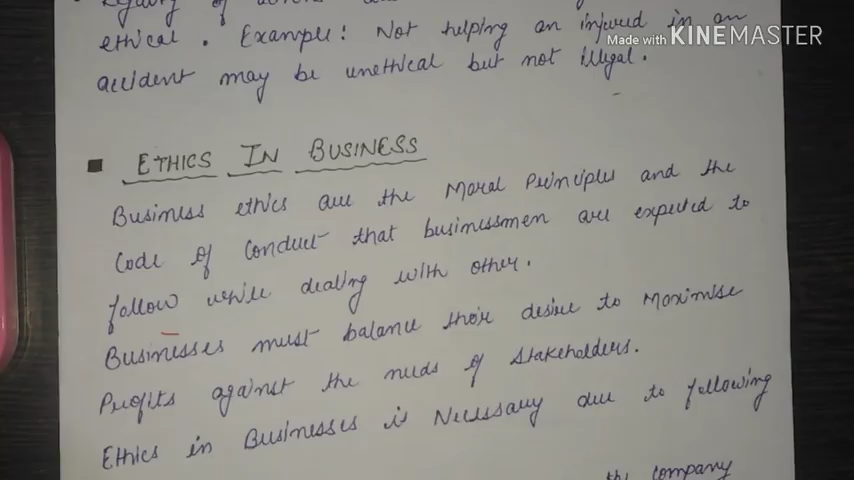 of
ethical. Example: Not helping an injured in an
Made with KINEMASTER
accident may be unethical but not illegal.
■ ETHICS IN BUSINESS
Business ethics are the Moral Principles and the
Code of Conduct that businessmen are expected to
follow while dealing with other.
Businesses must balance their desire to Maximise
Profits against the needs of Stakeholders.
Ethics in Businesses is Necessary due to following
the company